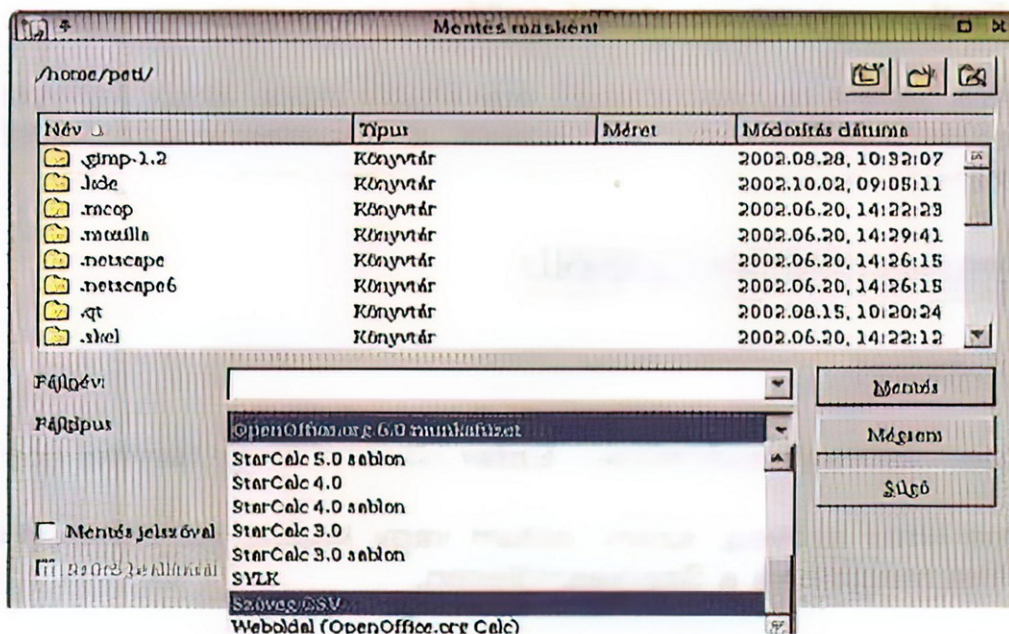 Mentés másként
/home/peti/
Név Típus Méret Módosítás dátuma
.gimp-1.2 Könyvtár 2002.08.28, 10:32:07
.kde Könyvtár 2002.10.02, 09:05:11
.mcop Könyvtár 2002.06.20, 14:22:23
.mozilla Könyvtár 2002.06.20, 14:29:41
.netscape Könyvtár 2002.06.20, 14:26:15
.netscape6 Könyvtár 2002.06.20, 14:26:15
.qt Könyvtár 2002.08.15, 10:20:24
.skel Könyvtár 2002.06.20, 14:22:12
Fájlnév: Mentés
Fájltípus OpenOffice.org 6.0 munkafüzet Mégsem
StarCalc 5.0 sablon
StarCalc 4.0 Súgó
StarCalc 4.0 sablon
Mentés jelszóval StarCalc 3.0
StarCalc 3.0 sablon
SYLK
Szöveg CSV
Weboldal (OpenOffice.org Calc)